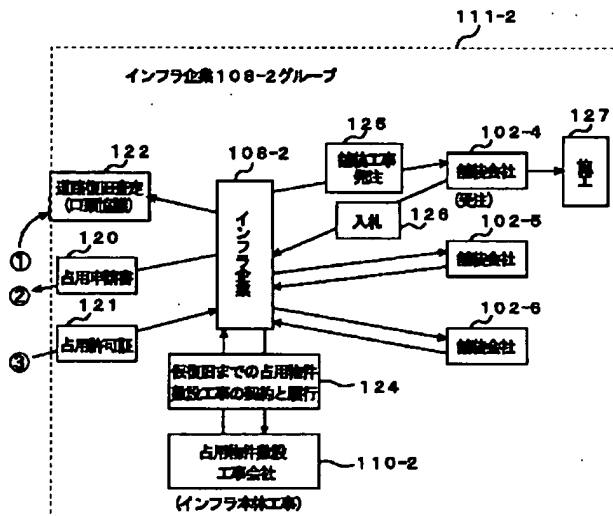 111-2
インフラ企業108-2グループ
125
102-4
127
122
108-2
舗装工事
発注
舗装会社
施工
道路復旧査定
(口頭協議)
(受注)
インフラ企業
入札
126
①
120
102-5
占用申請書
②
舗装会社
121
占用許可証
③
102-6
舗装会社
仮復旧までの占用物件
敷設工事の契約と履行
124
占用物件敷設
工事会社
110-2
(インフラ本体工事)